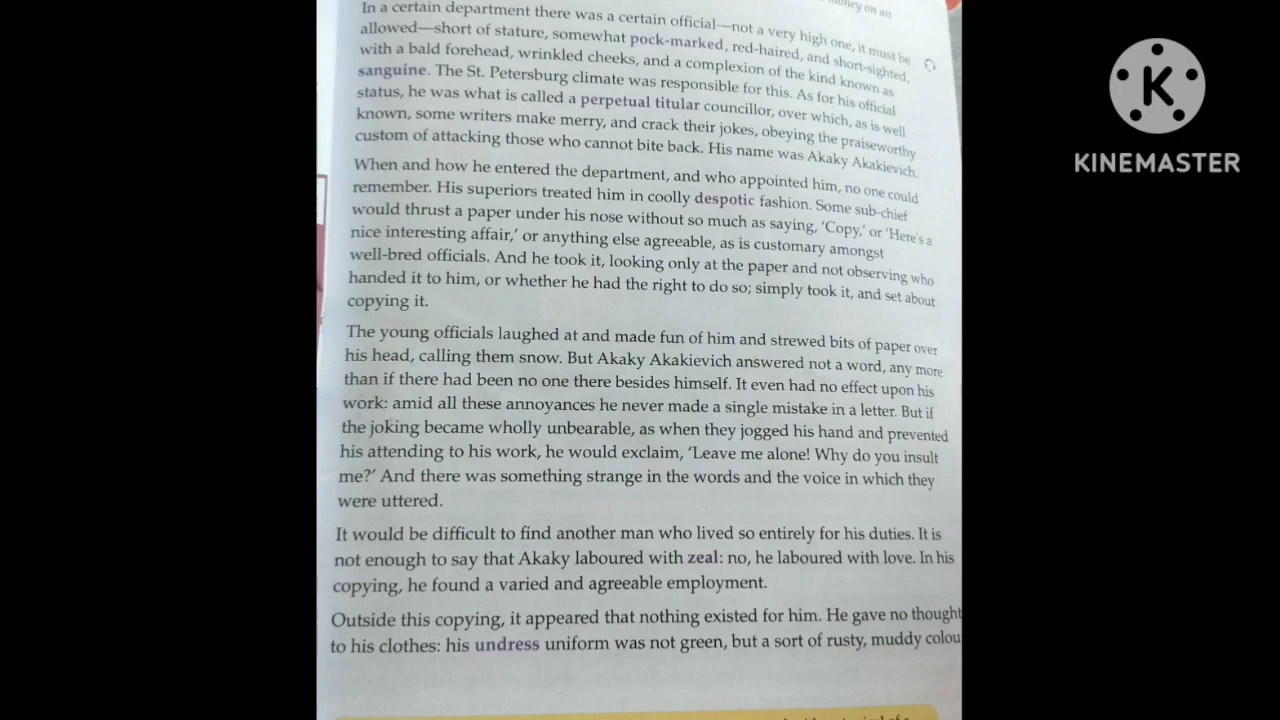 money on an
In a certain department there was a certain official—not a very high one, it must be
allowed—short of stature, somewhat pock-marked, red-haired, and short-sighted,
with a bald forehead, wrinkled cheeks, and a complexion of the kind known as
sanguine. The St. Petersburg climate was responsible for this. As for his official
status, he was what is called a perpetual titular councillor, over which, as is well
known, some writers make merry, and crack their jokes, obeying the praiseworthy
custom of attacking those who cannot bite back. His name was Akaky Akakievich.
When and how he entered the department, and who appointed him, no one could
remember. His superiors treated him in coolly despotic fashion. Some sub-chief
would thrust a paper under his nose without so much as saying, ‘Copy,’ or ‘Here's a
nice interesting affair,’ or anything else agreeable, as is customary amongst
well-bred officials. And he took it, looking only at the paper and not observing who
handed it to him, or whether he had the right to do so; simply took it, and set about
copying it.
The young officials laughed at and made fun of him and strewed bits of paper over
his head, calling them snow. But Akaky Akakievich answered not a word, any more
than if there had been no one there besides himself. It even had no effect upon his
work: amid all these annoyances he never made a single mistake in a letter. But if
the joking became wholly unbearable, as when they jogged his hand and prevented
his attending to his work, he would exclaim, ‘Leave me alone! Why do you insult
me?’ And there was something strange in the words and the voice in which they
were uttered.
It would be difficult to find another man who lived so entirely for his duties. It is
not enough to say that Akaky laboured with zeal: no, he laboured with love. In his
copying, he found a varied and agreeable employment.
Outside this copying, it appeared that nothing existed for him. He gave no thought
to his clothes: his undress uniform was not green, but a sort of rusty, muddy colou
K
KINEMASTER